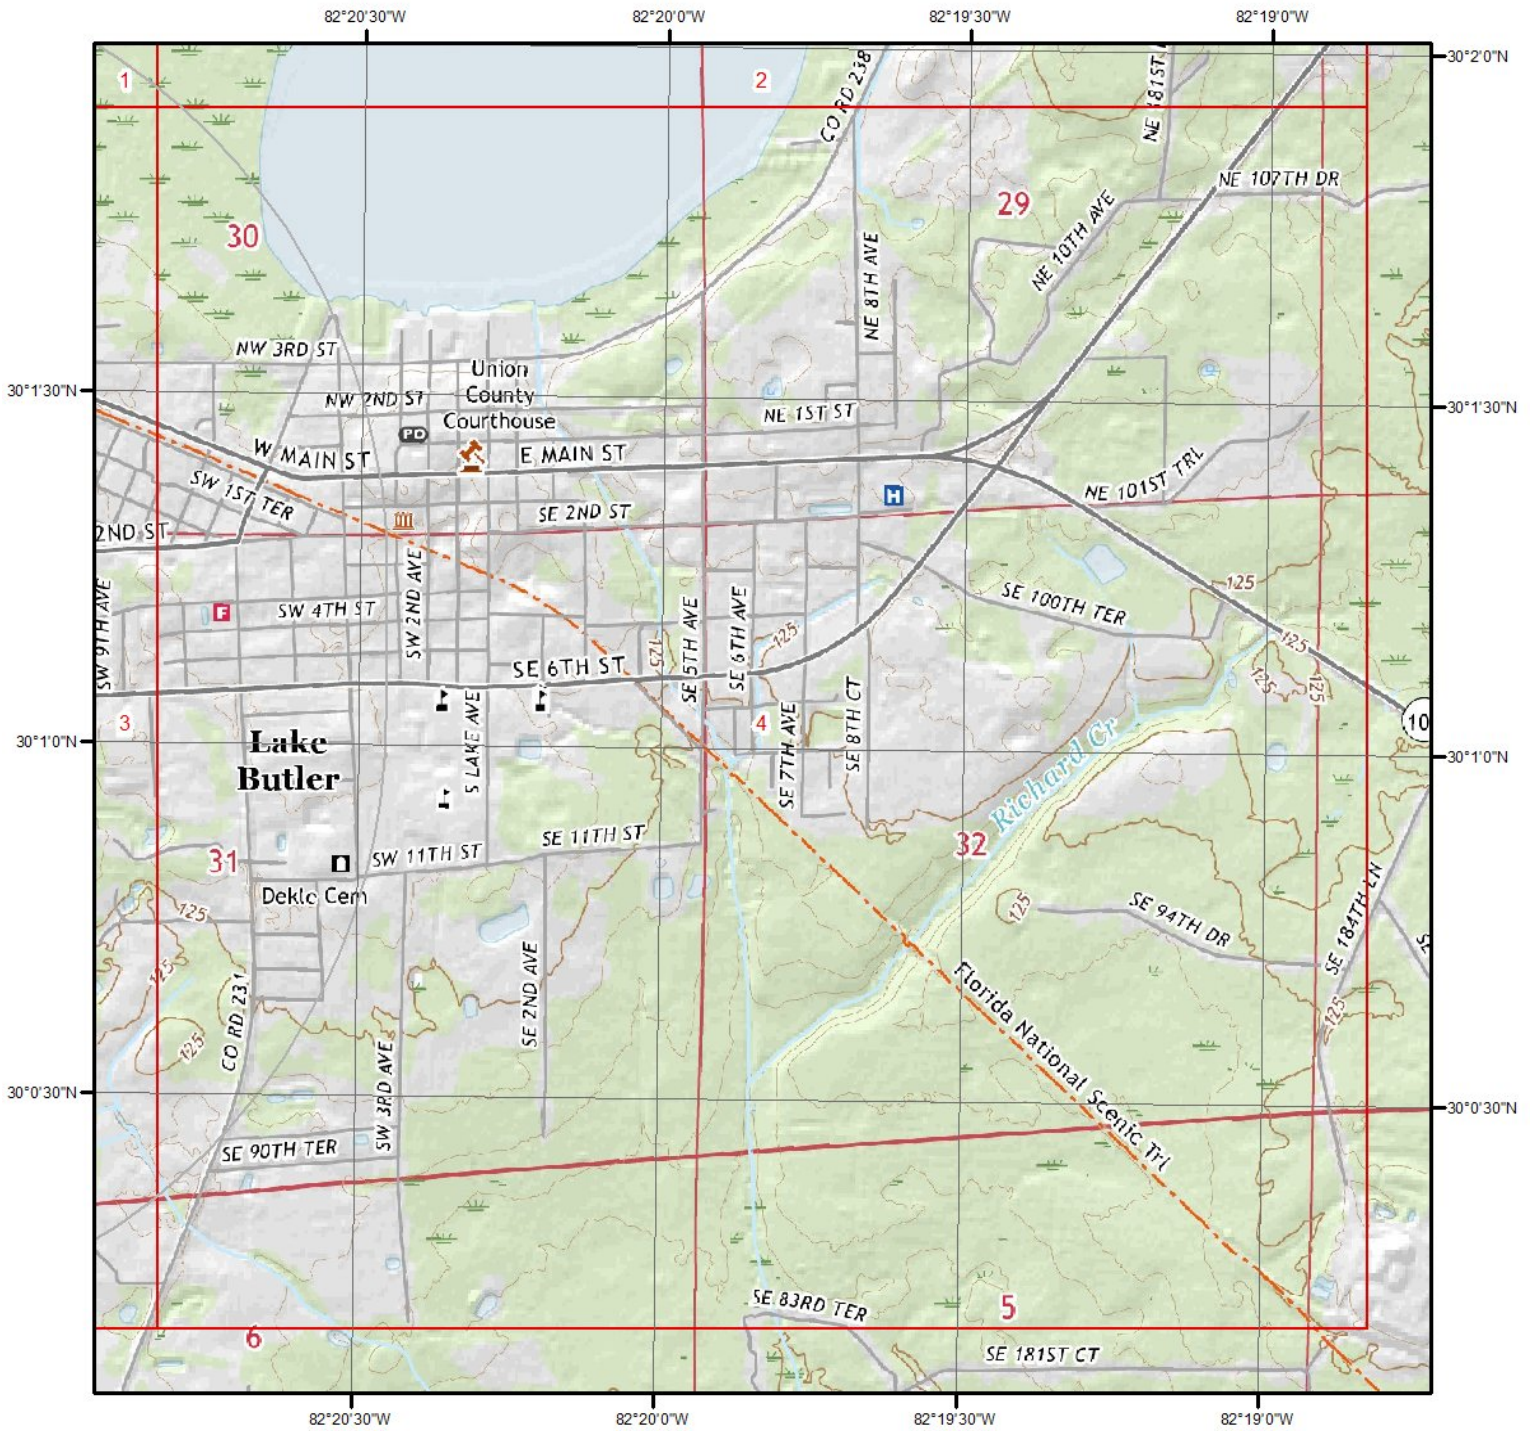 82°20'30"W
82°20'0"W
82°19'30"W
82°19'0"W
30°2'0"N
1
2
CO RD 238
NE 181ST
NE 107TH DR
29
30
NE 10TH AVE
NE 8TH AVE
NW 3RD ST
Union
County
Courthouse
30°1'30"N
NW 2ND ST
NE 1ST ST
30°1'30"N
PD
W MAIN ST
E MAIN ST
SW 1ST TER
NE 101ST TRL
H
SE 2ND ST
2ND ST
SW 9TH AVE
SW 2ND AVE
125
SE 100TH TER
F
SW 4TH ST
SE 5TH AVE
SE 6TH AVE
125
125
125
SE 6TH ST
125
125
3
4
S LAKE AVE
SE 7TH AVE
SE 8TH CT
10
30°1'0"N
Lake
Butler
30°1'0"N
Richard Cr
SE 11TH ST
SW 11TH ST
31
32
Dekle Cem
125
125
SE 94TH DR
SE 184TH LN
SE
125
SE 2ND AVE
Florida National Scenic Trl
CO RD 231
125
125
SW 3RD AVE
30°0'30"N
30°0'30"N
SE 90TH TER
SE 83RD TER
5
6
SE 181ST CT
82°20'30"W
82°20'0"W
82°19'30"W
82°19'0"W